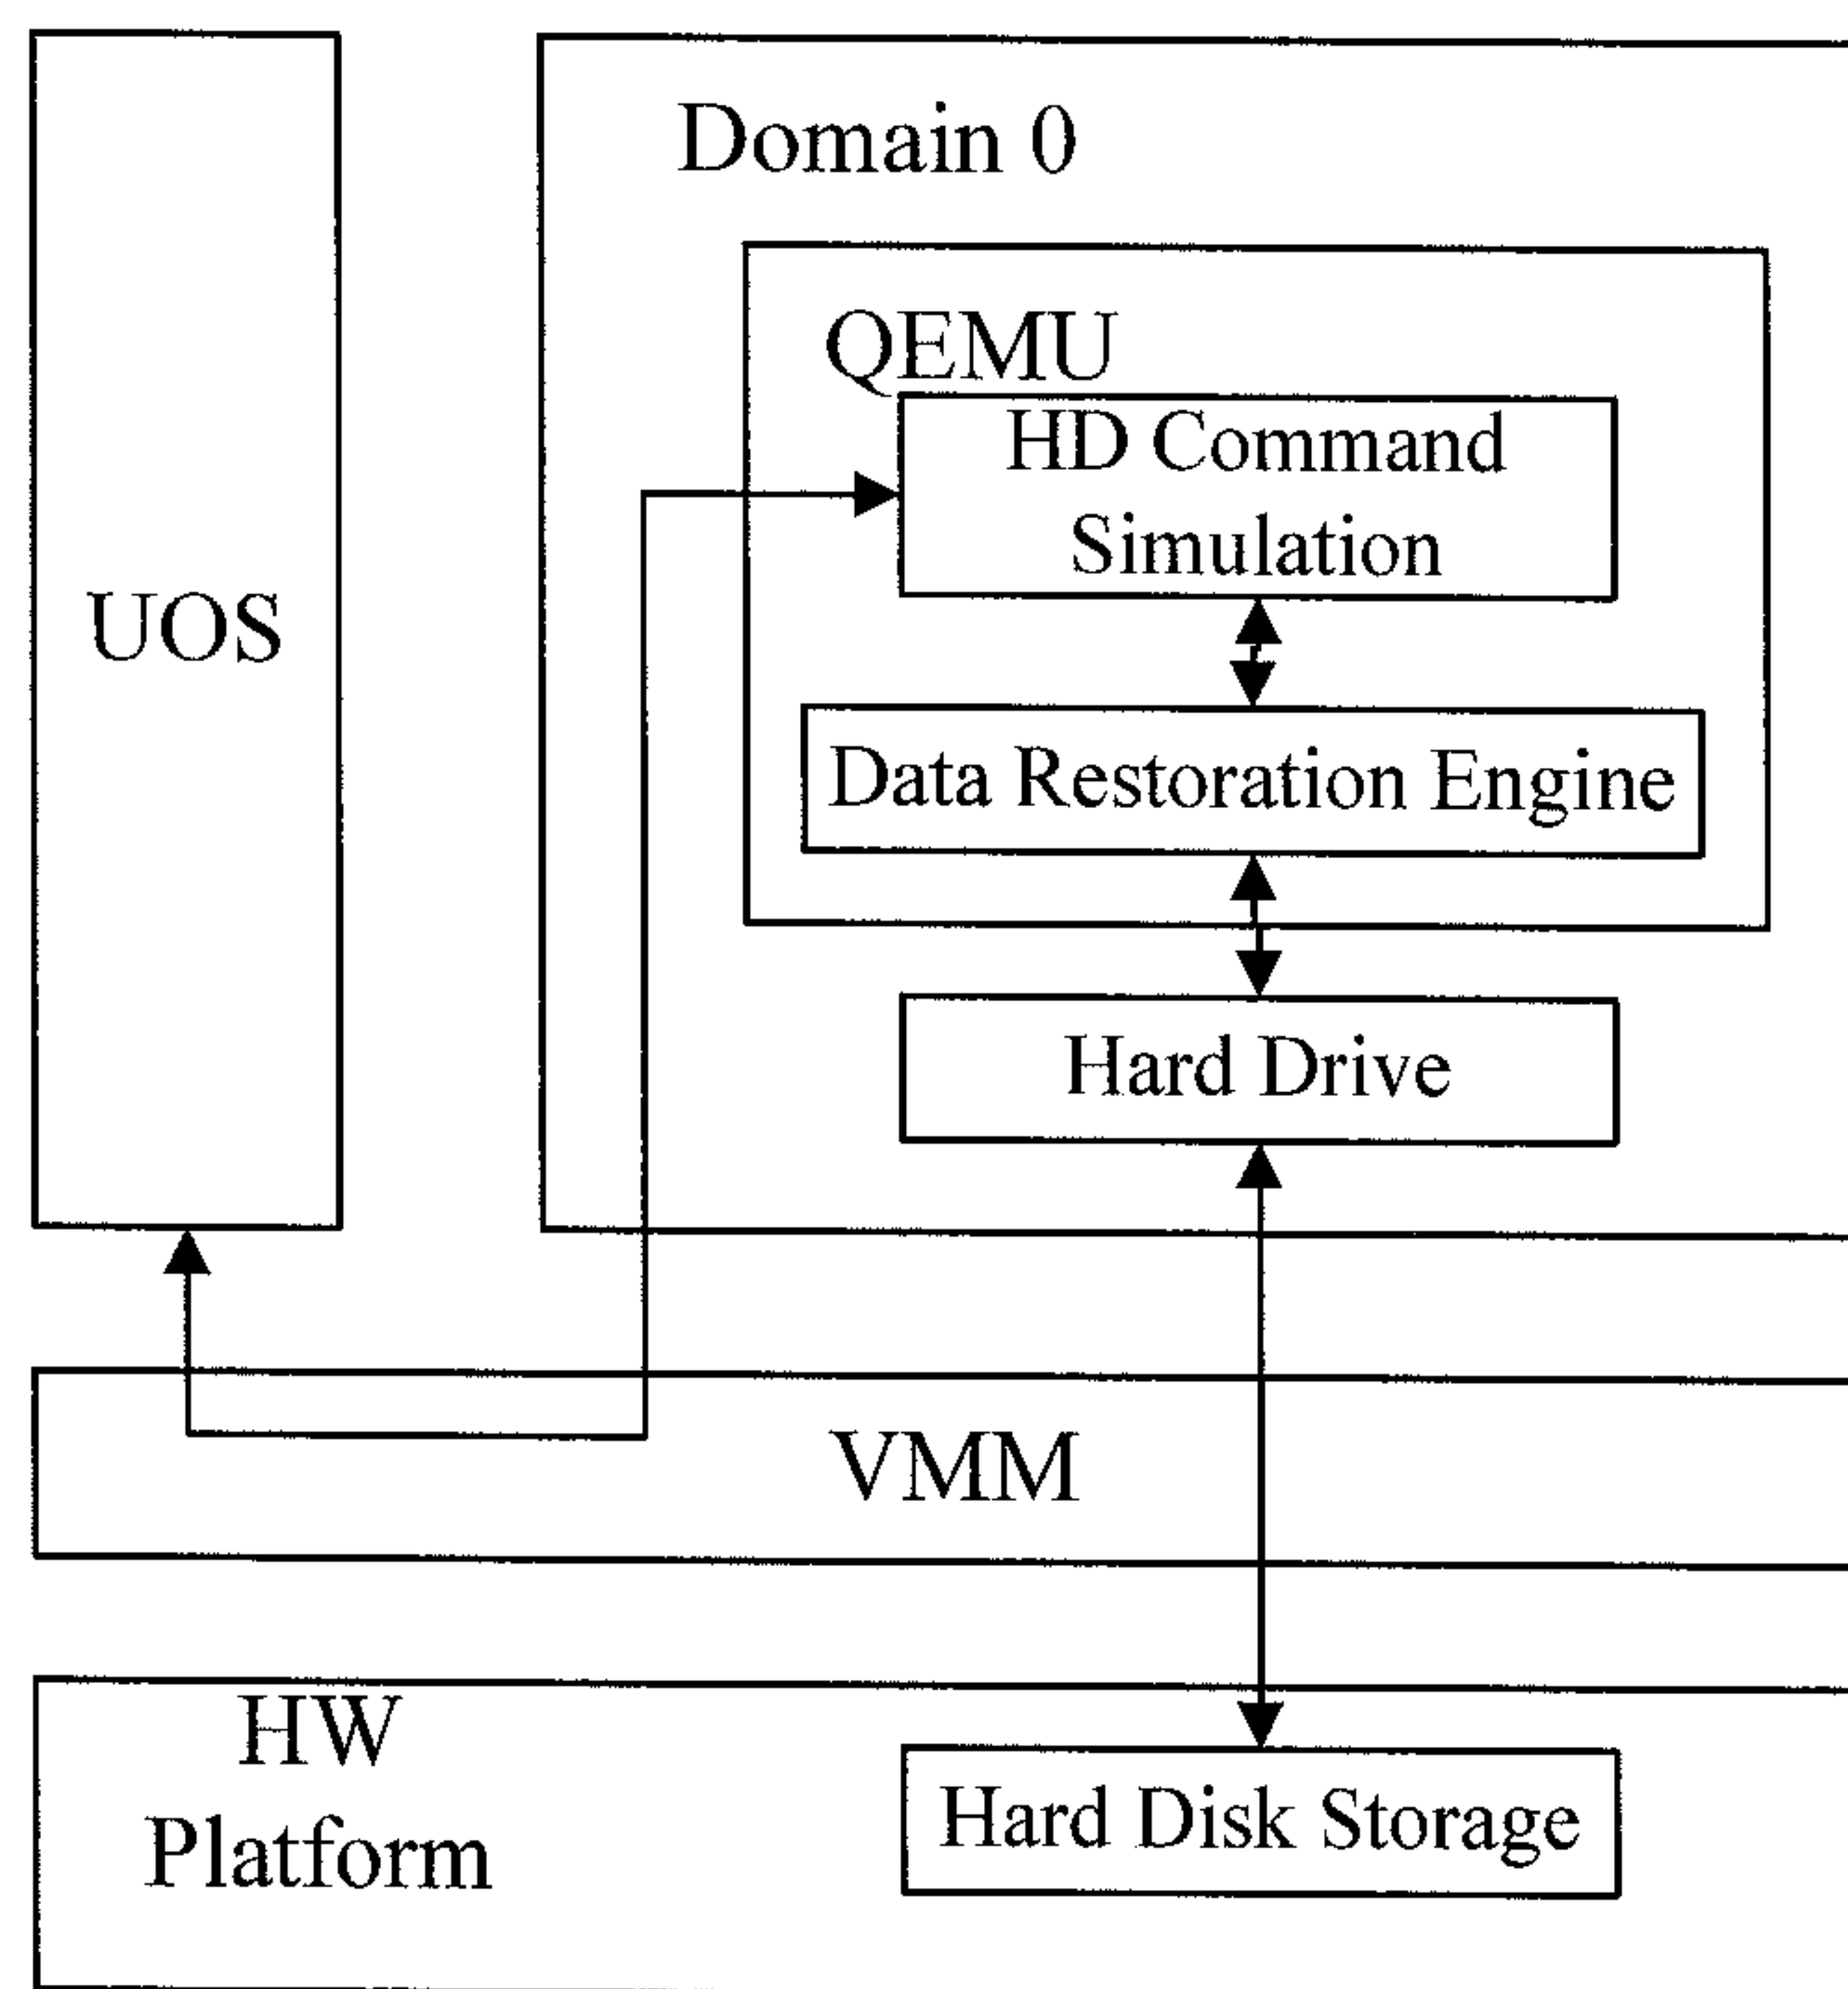 Domain 0
QEMU
HD Command
Simulation
UOS
Data Restoration Engine
Hard Drive
VMM
HW
Platform
Hard Disk Storage